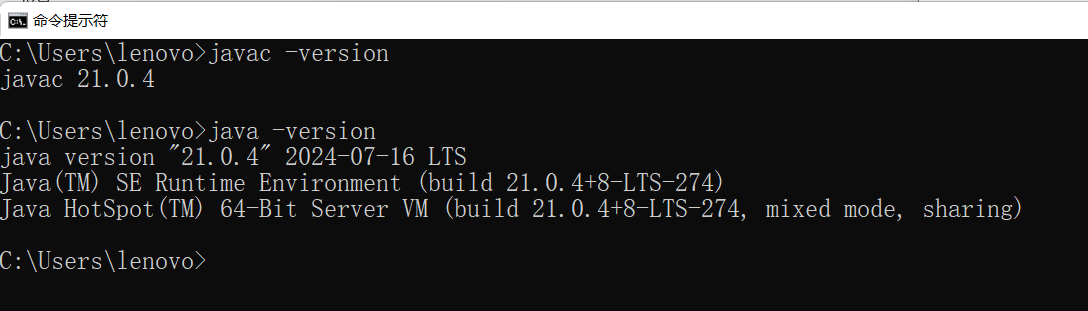 命令提示符
C:\Users\lenovo>javac -version
javac 21.0.4
C:\Users\lenovo>java -version
java version "21.0.4" 2024-07-16 LTS
Java(TM) SE Runtime Environment (build 21.0.4+8-LTS-274)
Java HotSpot(TM) 64-Bit Server VM (build 21.0.4+8-LTS-274, mixed mode, sharing)
C:\Users\lenovo>